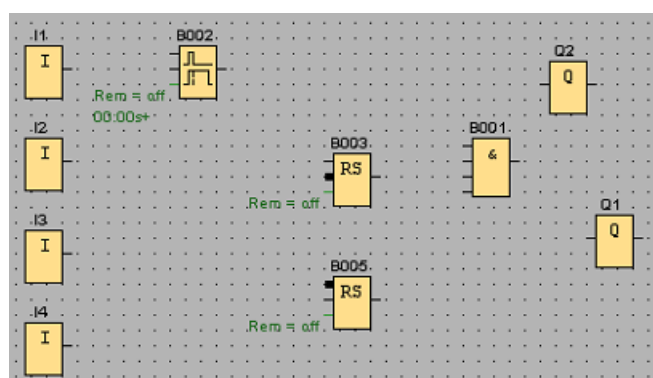 I1
I
B002
Rem = off
00:00s+
Q2
Q
I2
I
B003
RS
Rem = off
B001
&
Q1
Q
I3
I
B005
RS
Rem = off
I4
I